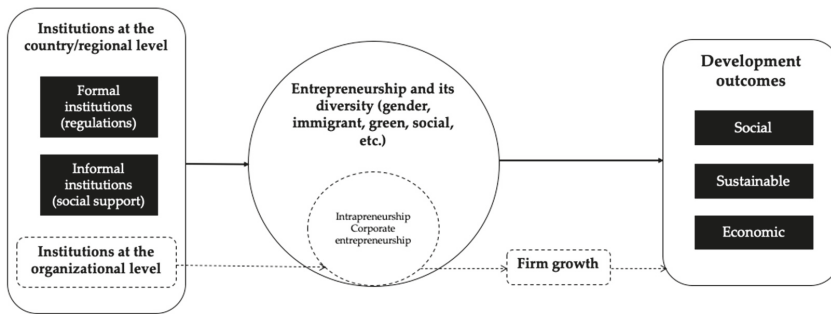 Institutions at the
country/regional level
Formal
institutions
(regulations)
Informal
institutions
(social support)
Institutions at the
organizational level
Entrepreneurship and its
diversity (gender,
immigrant, green, social,
etc.)
Intrapreneurship
Corporate
entrepreneurship
Firm growth
Development
outcomes
Social
Sustainable
Economic